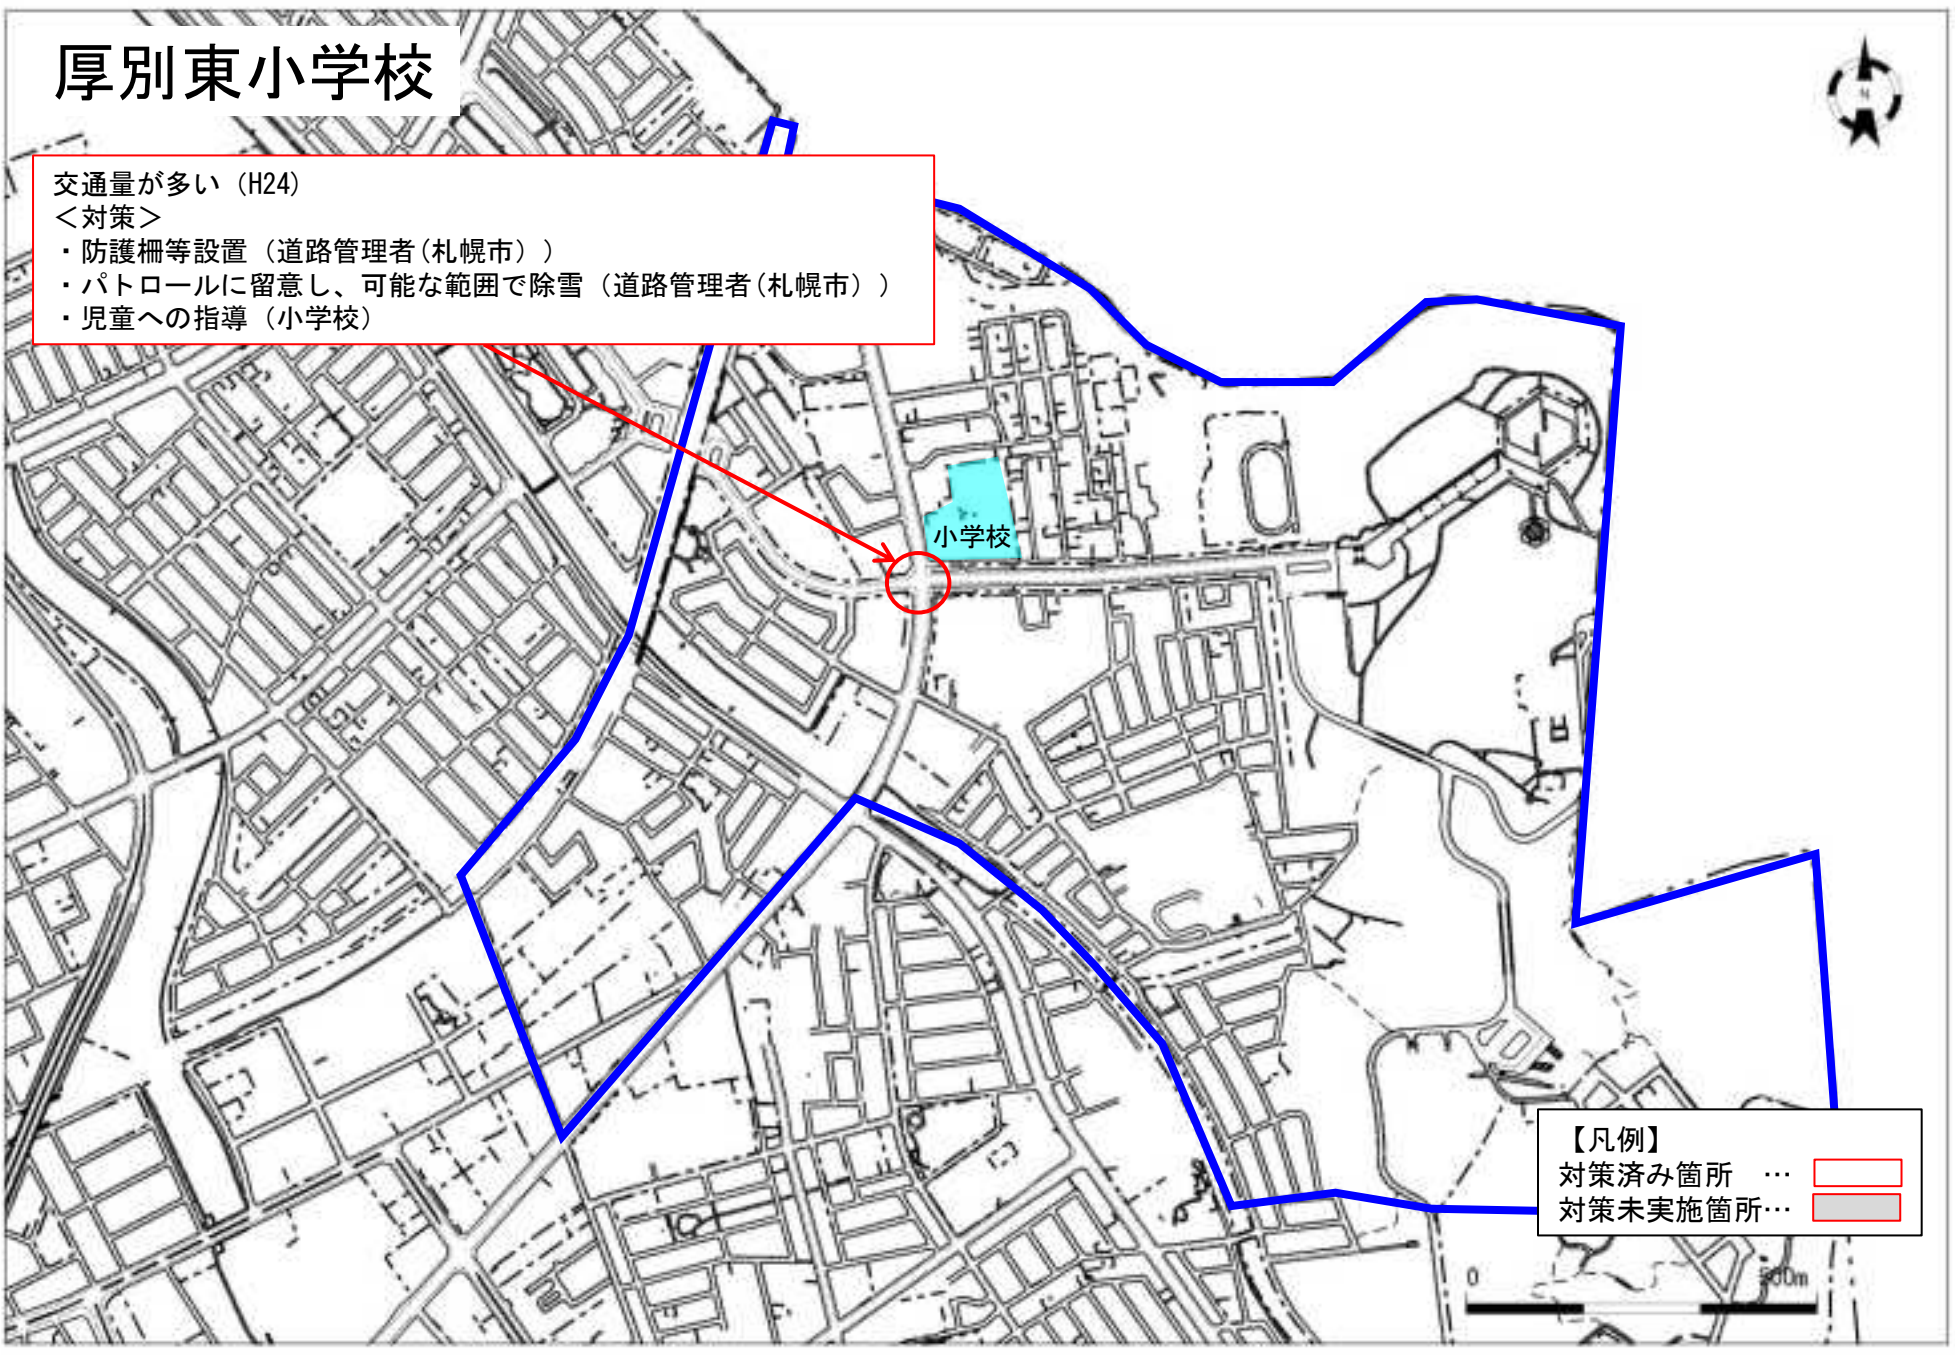 厚別東小学校
N
交通量が多い（H24）
＜対策＞
・防護柵等設置（道路管理者(札幌市））
・パトロールに留意し、可能な範囲で除雪（道路管理者(札幌市））
・児童への指導（小学校）
小学校
【凡例】
対策済み箇所　…
対策未実施箇所…
0